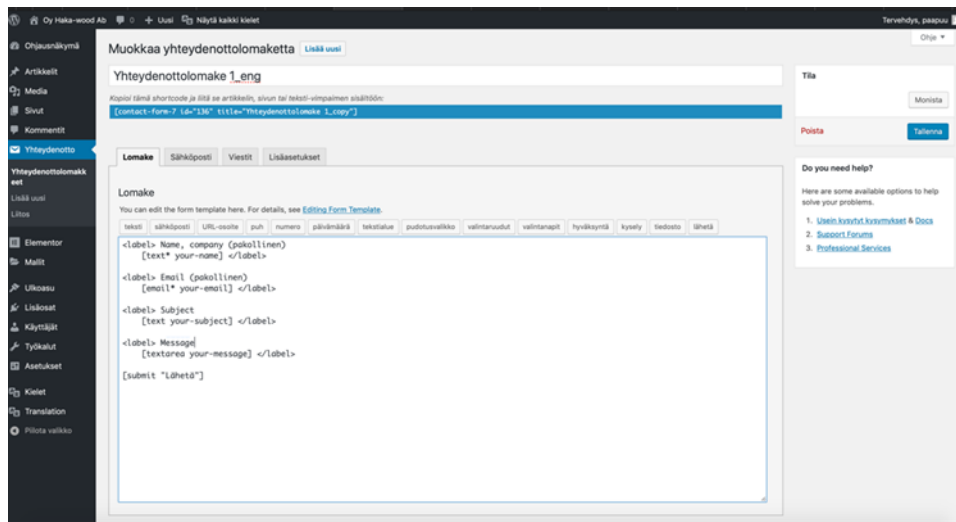 Oy Haka-wood Ab 0 + Uusi Näytä kaikki kielet
Tervehdys, paapuu
Ohje
Ohjausnäkymä
Artikkelit
Media
Sivut
Kommentit
Yhteydenotto
Yhteydenottolomakk
eet
Lisää uusi
Liitos
Elementor
Mallit
Ulkoasu
Lisäosat
Käyttäjät
Työkalut
Asetukset
Kielet
Translation
Piilota valikko
Muokkaa yhteydenottolomaketta Lisää uusi
Yhteydenottolomake 1_eng
Kopioi tämä shortcode ja liitä se artikkelin, sivun tai teksti-vimpaimen sisältöön:
[contact-form-7 id="136" title="Yhteydenottolomake 1_copy"]
Lomake Sähköposti Viestit Lisäasetukset
Lomake
You can edit the form template here. For details, see Editing Form Template.
teksti sähköposti URL-osoite puh numero päivämäärä tekstialue pudotusvalikko valintaruudut valintanapit hyväksyntä kysely tiedosto lähetä
<label> Name, company (pakollinen)
[text* your-name] </label>
<label> Email (pakollinen)
[email* your-email] </label>
<label> Subject
[text your-subject] </label>
<label> Message
[textarea your-message] </label>
[submit "Lähetä"]
Tila
Monista
Poista Tallenna
Do you need help?
Here are some available options to help
solve your problems.
1. Usein kysytyt kysymykset & Docs
2. Support Forums
3. Professional Services